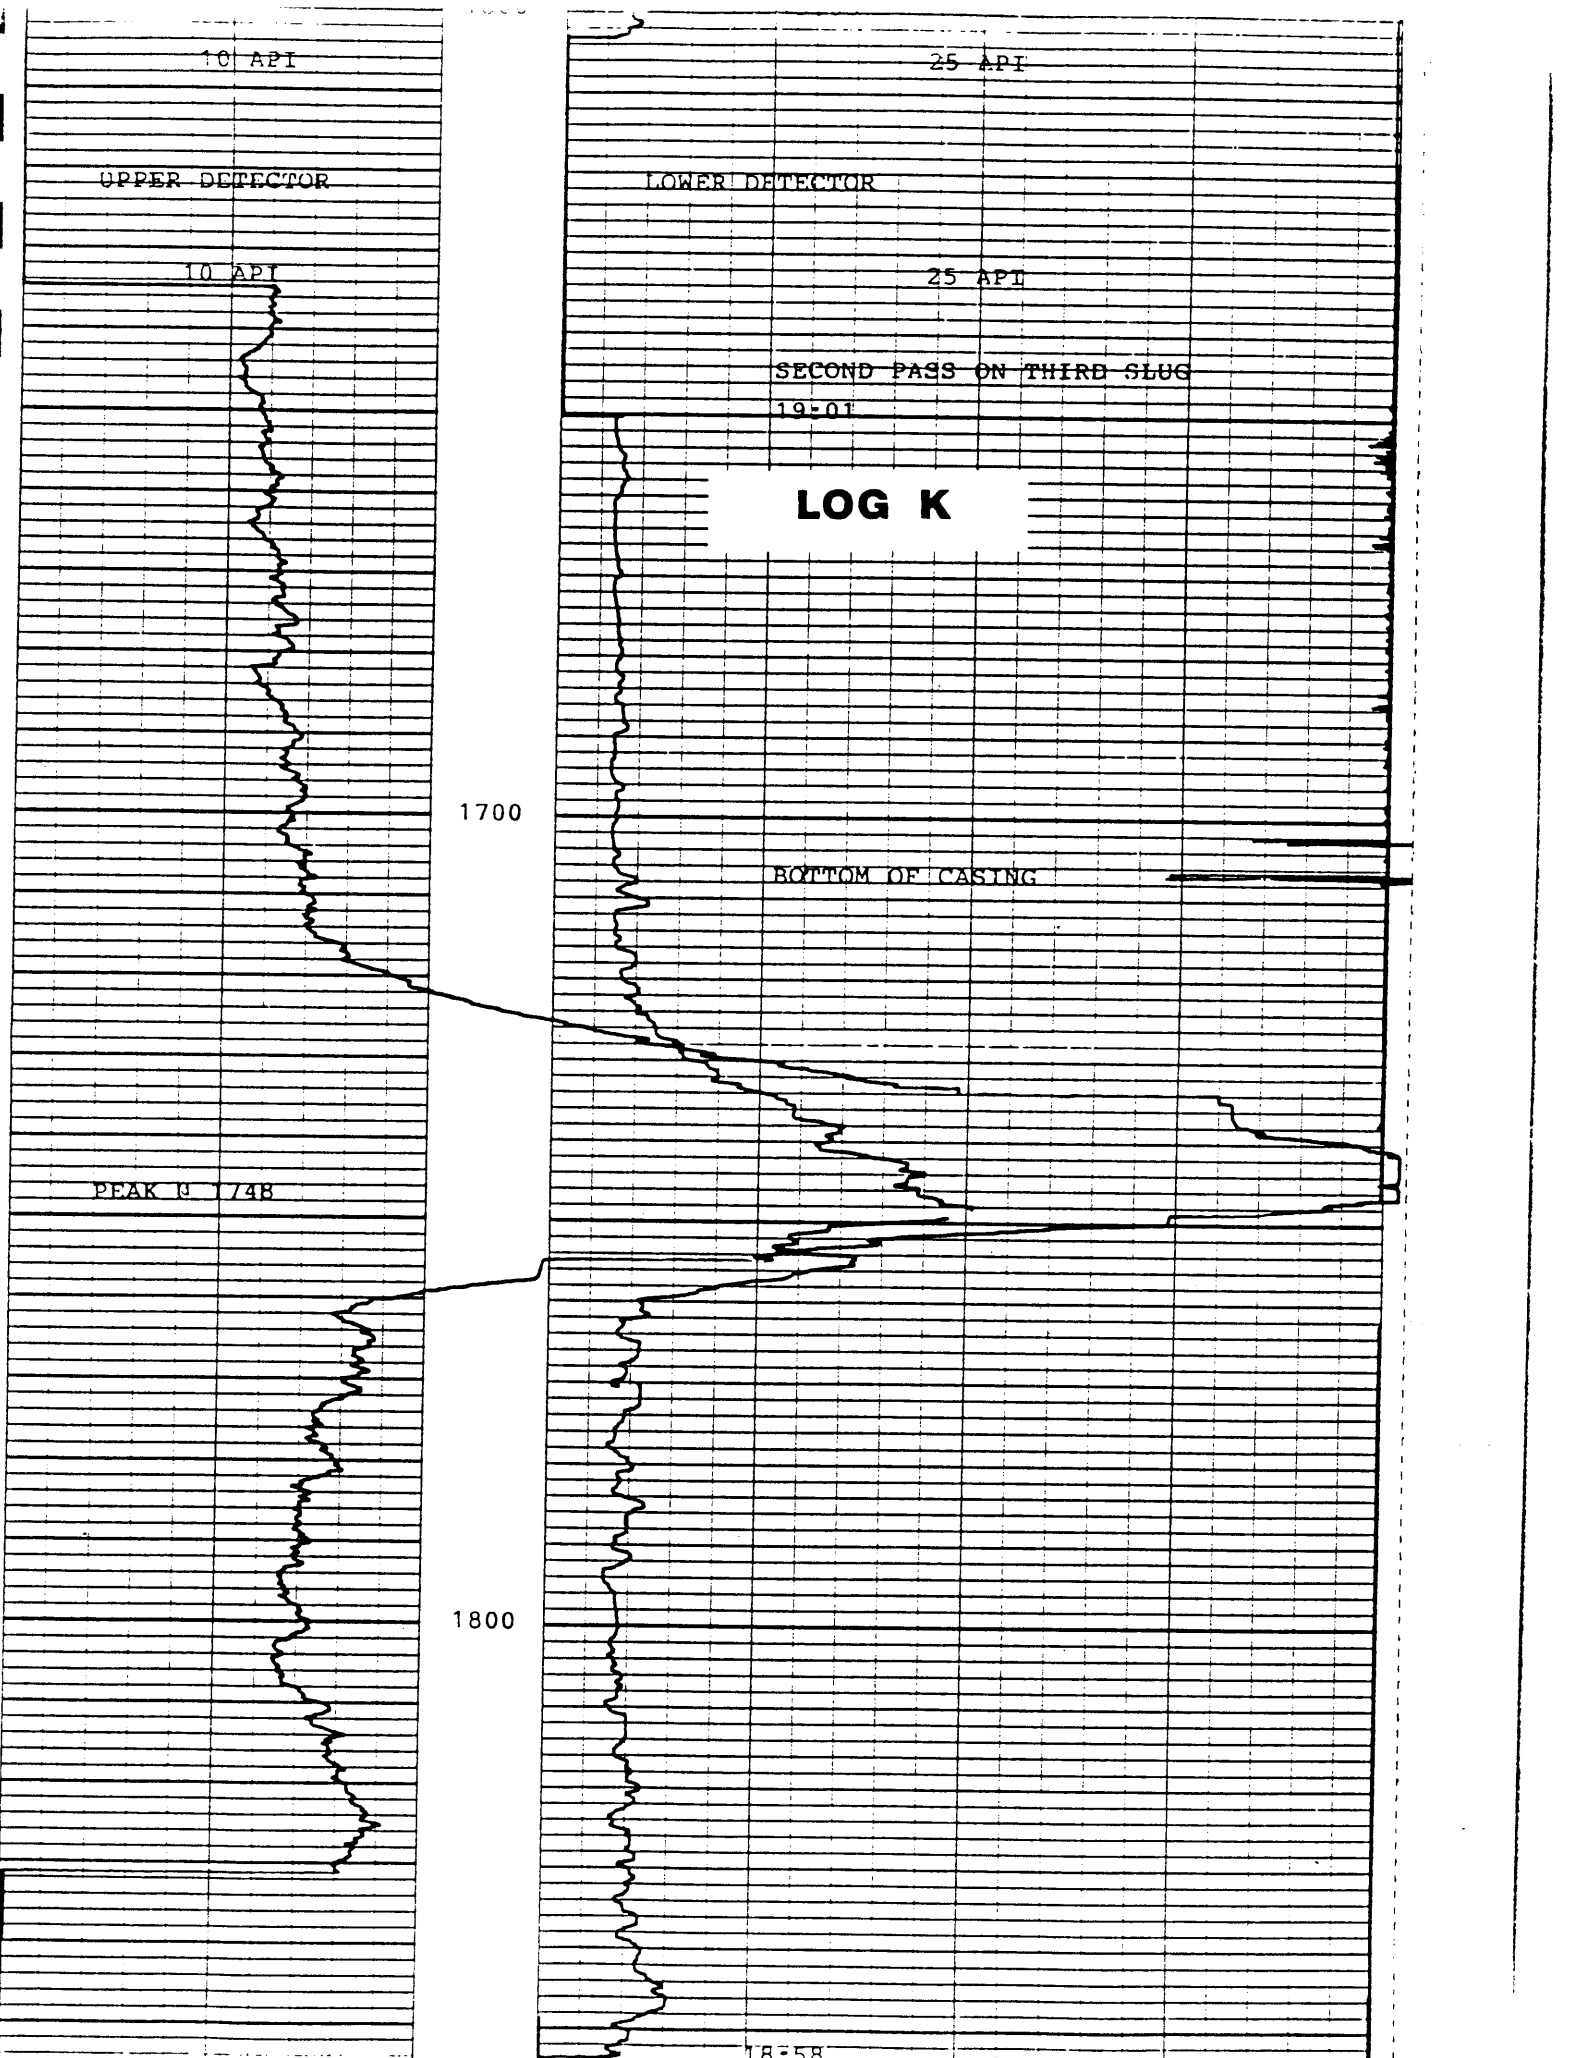 10 API 25 API
UPPER DETECTOR LOWER DETECTOR
10 API 25 API
SECOND PASS ON THIRD SLUG
19:01
LOG K
1700
BOTTOM OF CASING
PEAK @ 1748
1800
18:58